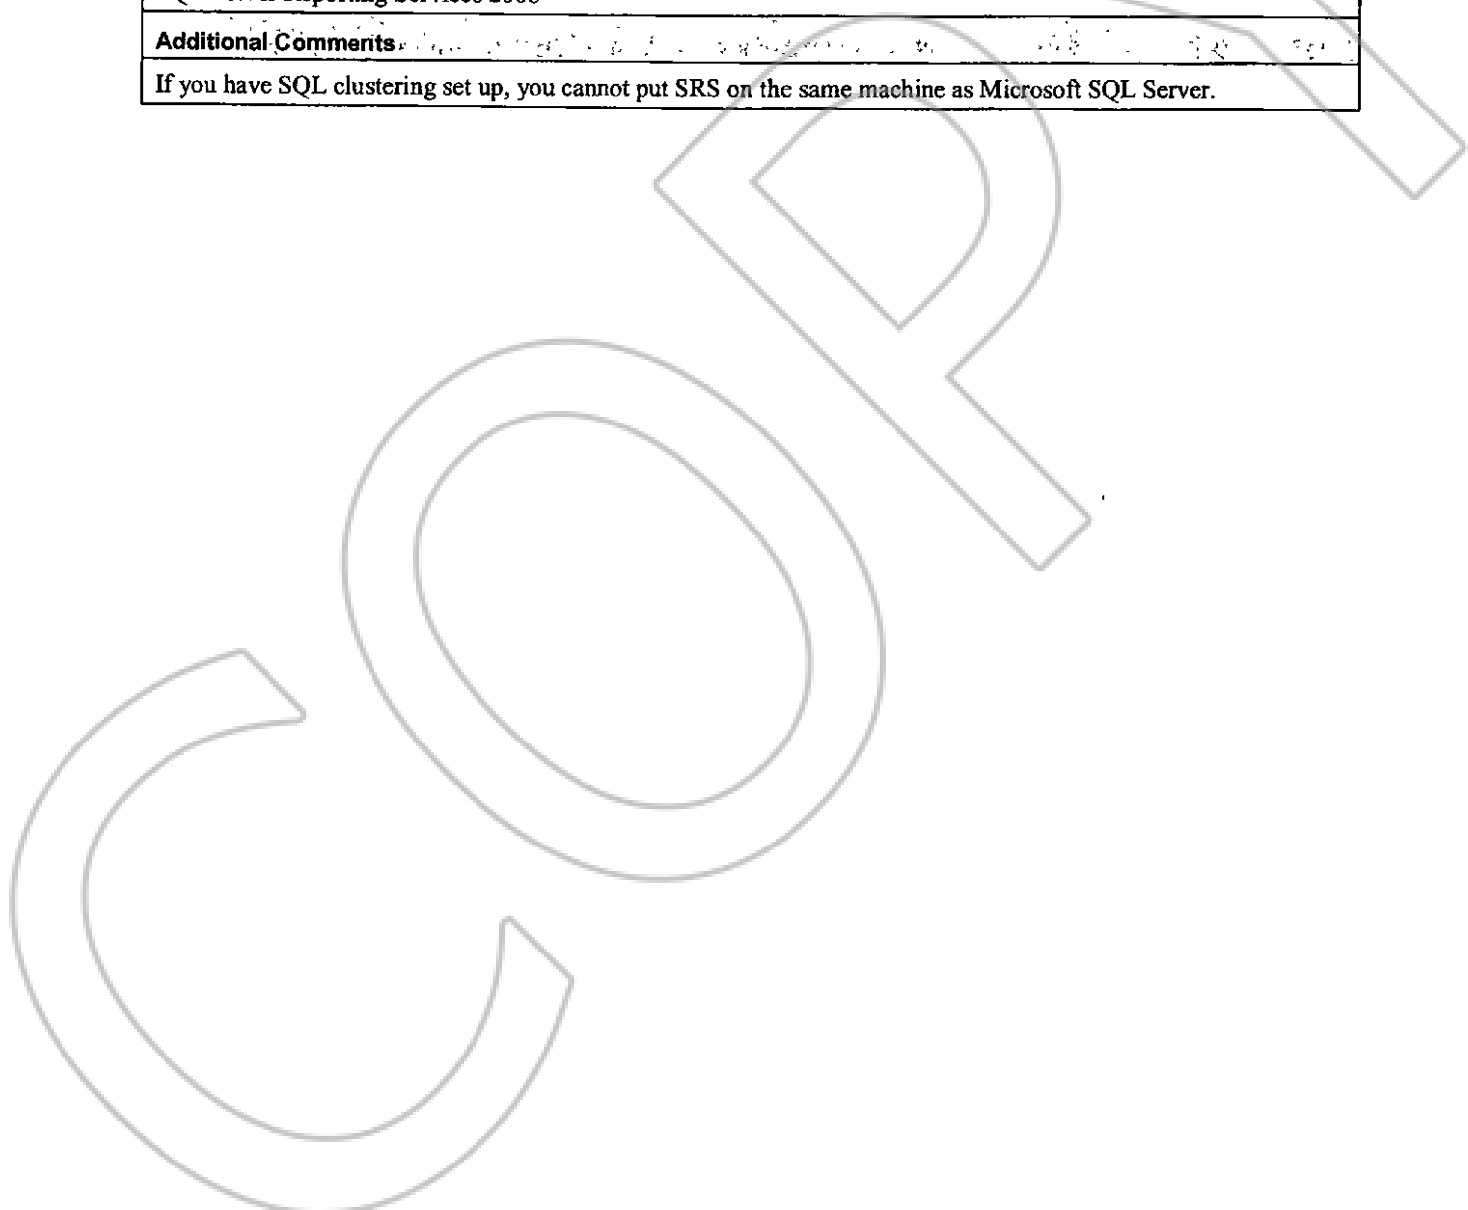 Additional Comments
If you have SQL clustering set up, you cannot put SRS on the same machine as Microsoft SQL Server.
COPY